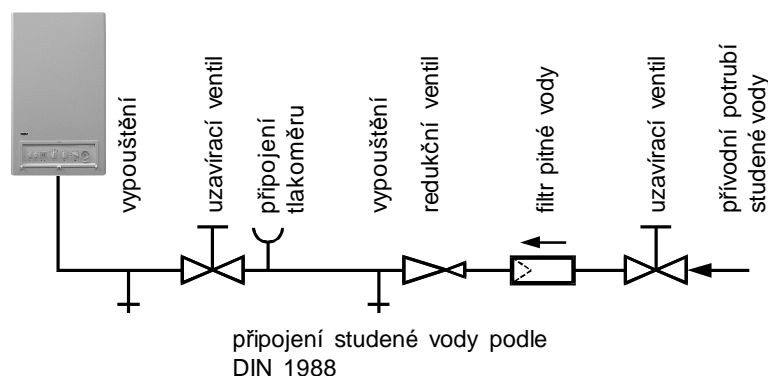 vypouštění
uzavírací ventil
připojení
tlakoměru
vypouštění
redukční ventil
filtr pitné vody
uzavírací ventil
přívodní potrubí
studené vody
připojení studené vody podle
DIN 1988